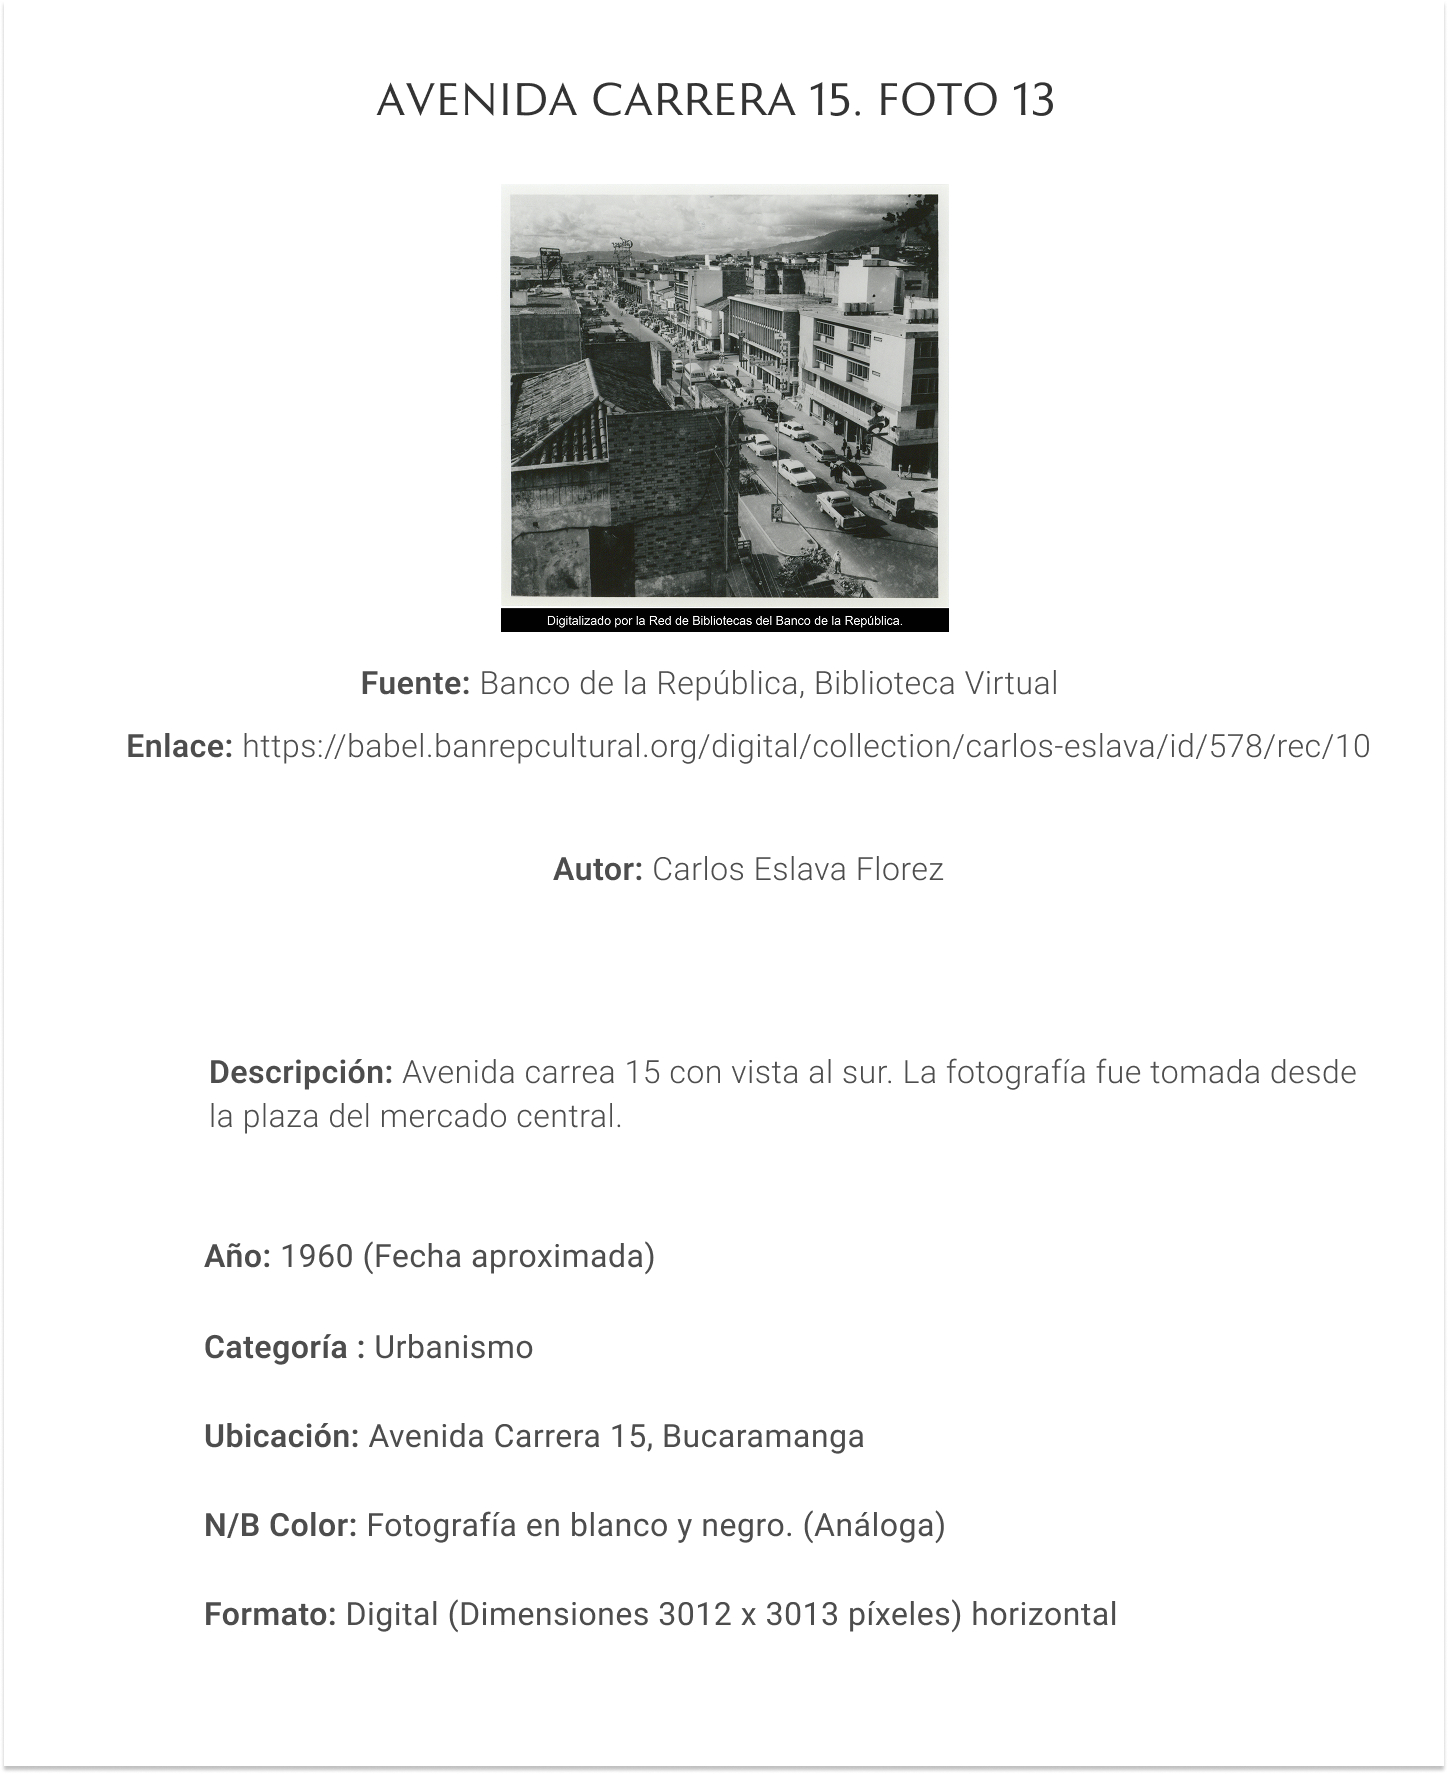 AVENIDA CARRERA 15. FOTO 13
Digitalizado por la Red de Bibliotecas del Banco de la República.
Fuente: Banco de la República, Biblioteca Virtual
Enlace: https://babel.banrepcultural.org/digital/collection/carlos-eslava/id/578/rec/10
Autor: Carlos Eslava Florez
Descripción: Avenida carrea 15 con vista al sur. La fotografía fue tomada desde
la plaza del mercado central.
Año: 1960 (Fecha aproximada)
Categoría : Urbanismo
Ubicación: Avenida Carrera 15, Bucaramanga
N/B Color: Fotografía en blanco y negro. (Análoga)
Formato: Digital (Dimensiones 3012 x 3013 píxeles) horizontal